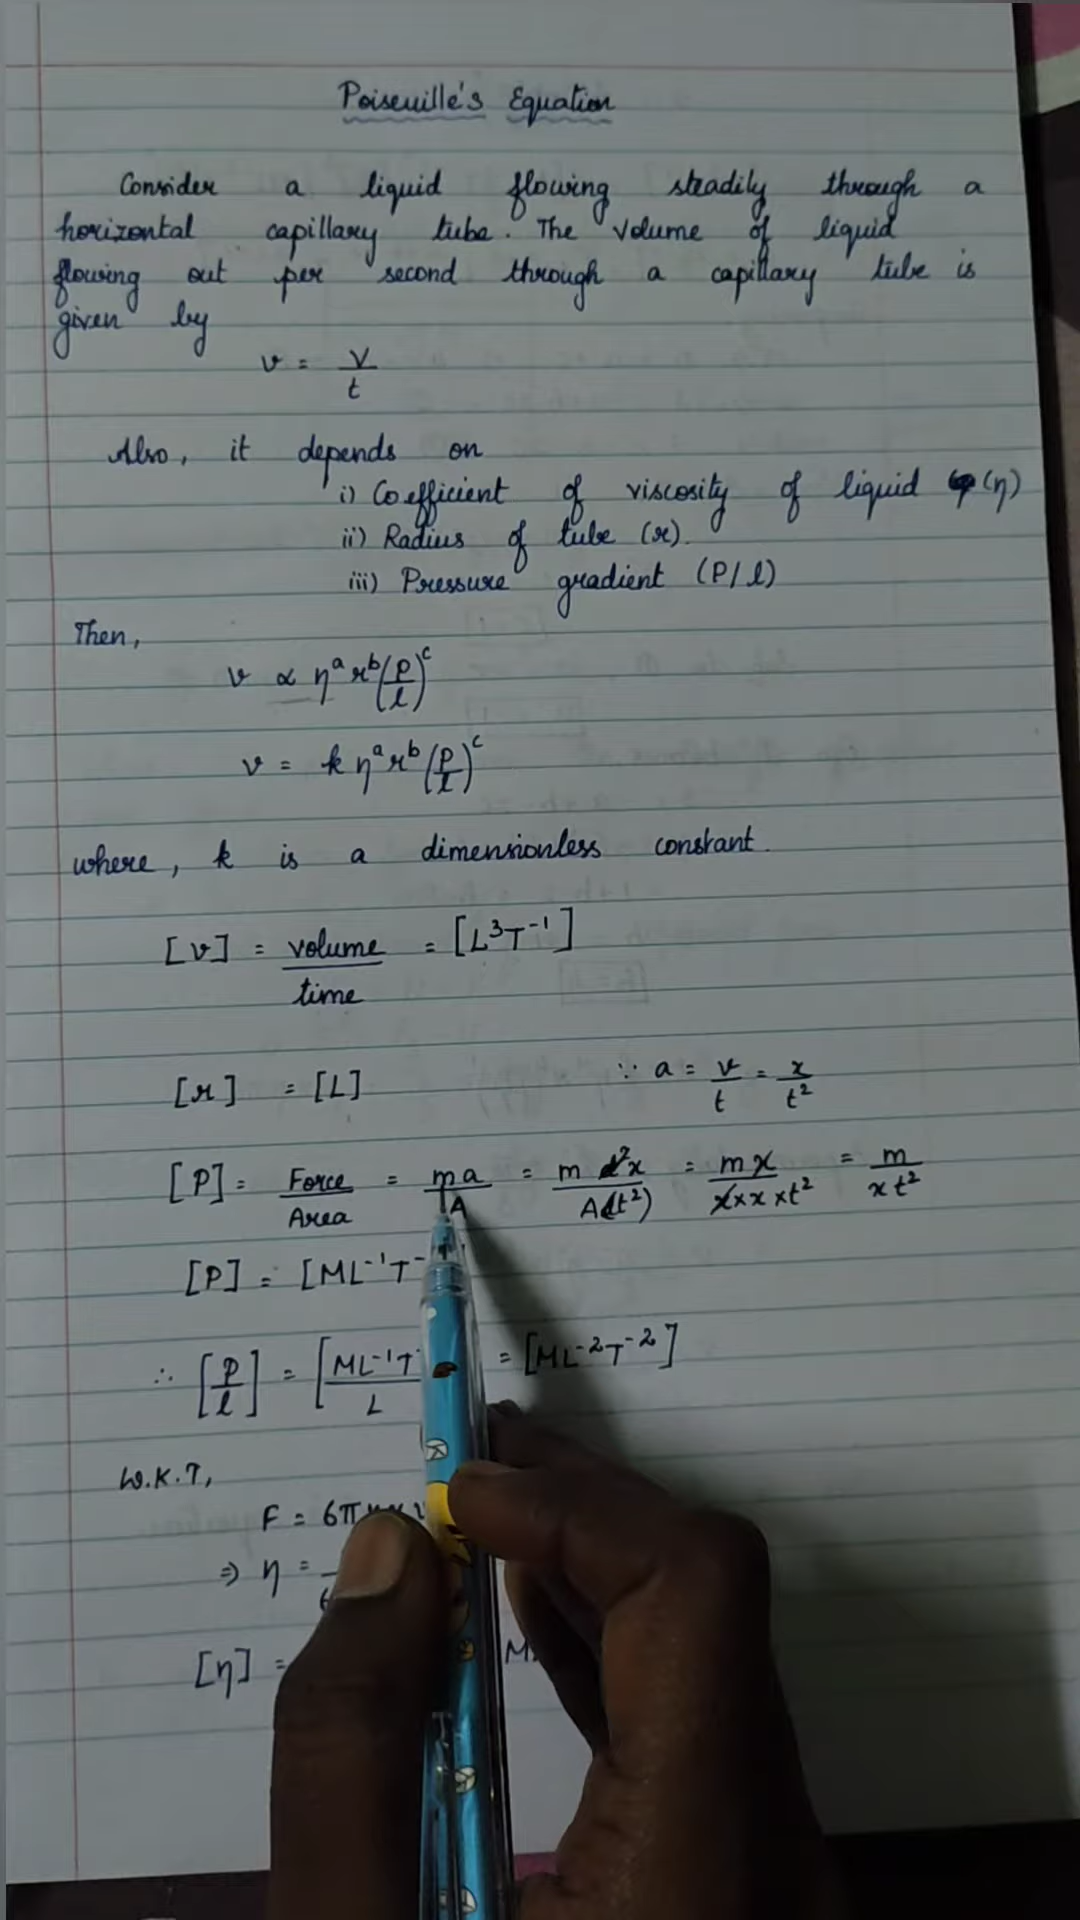 Poiseuille's Equation
Consider a liquid flowing steadily through a
horizontal capillary tube. The volume of liquid
flowing out per second through a capillary tube is
given by
v = V/t
Also, it depends on
i) Coefficient of viscosity of liquid (η)
ii) Radius of tube (r).
iii) Pressure gradient (P/l)
Then,
v ∝ η^a r^b (P/l)^c
v = k η^a r^b (P/l)^c
where, k is a dimensionless constant.
[v] = volume/time = [L³T⁻¹]
[r] = [L] ∵ a = v/t = x/t²
[P] = Force/Area = ma/A = m x/A(t²) = mx/x×x×t² = m/xt²
[P] = [ML⁻¹T⁻
∴ [P/l] = [ML⁻¹T⁻/L = [ML⁻²T⁻²]
W.K.T,
F = 6π
⇒ η =
[η] = M